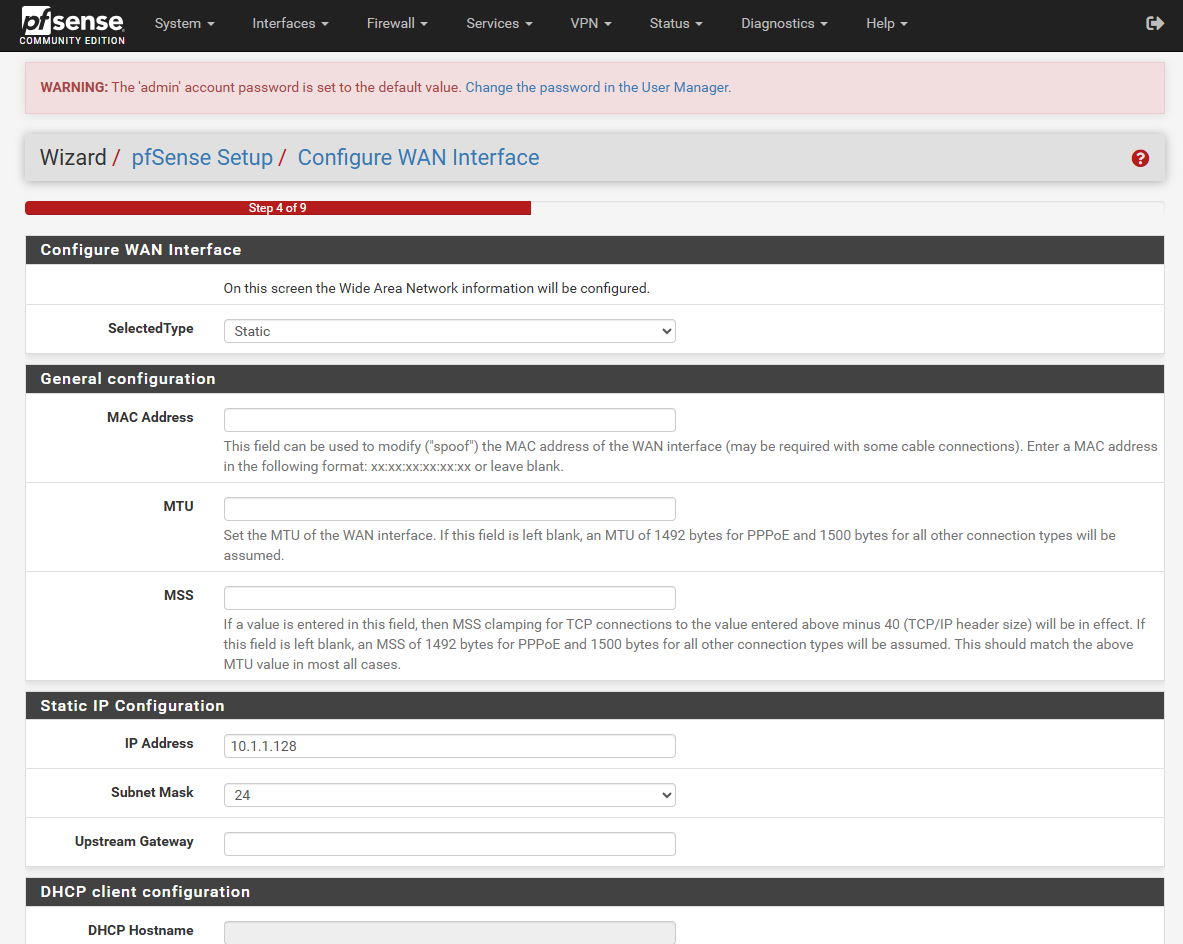 pfsense
COMMUNITY EDITION
System Interfaces Firewall Services VPN Status Diagnostics Help
WARNING: The 'admin' account password is set to the default value. Change the password in the User Manager.
Wizard / pfSense Setup / Configure WAN Interface
Step 4 of 9
Configure WAN Interface
On this screen the Wide Area Network information will be configured.
SelectedType Static
General configuration
MAC Address
This field can be used to modify ("spoof") the MAC address of the WAN interface (may be required with some cable connections). Enter a MAC address
in the following format: xx:xx:xx:xx:xx:xx or leave blank.
MTU
Set the MTU of the WAN interface. If this field is left blank, an MTU of 1492 bytes for PPPoE and 1500 bytes for all other connection types will be
assumed.
MSS
If a value is entered in this field, then MSS clamping for TCP connections to the value entered above minus 40 (TCP/IP header size) will be in effect. If
this field is left blank, an MSS of 1492 bytes for PPPoE and 1500 bytes for all other connection types will be assumed. This should match the above
MTU value in most all cases.
Static IP Configuration
IP Address 10.1.1.128
Subnet Mask 24
Upstream Gateway
DHCP client configuration
DHCP Hostname